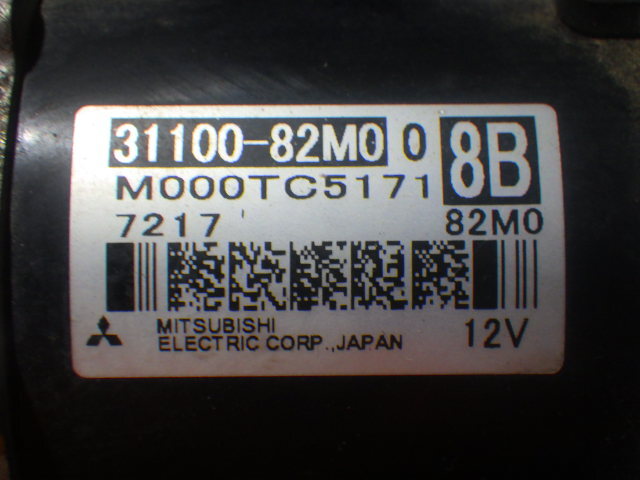 31100-82M0 0 8B
M000TC5171
7217 82M0
MITSUBISHI
ELECTRIC CORP.,JAPAN 12V